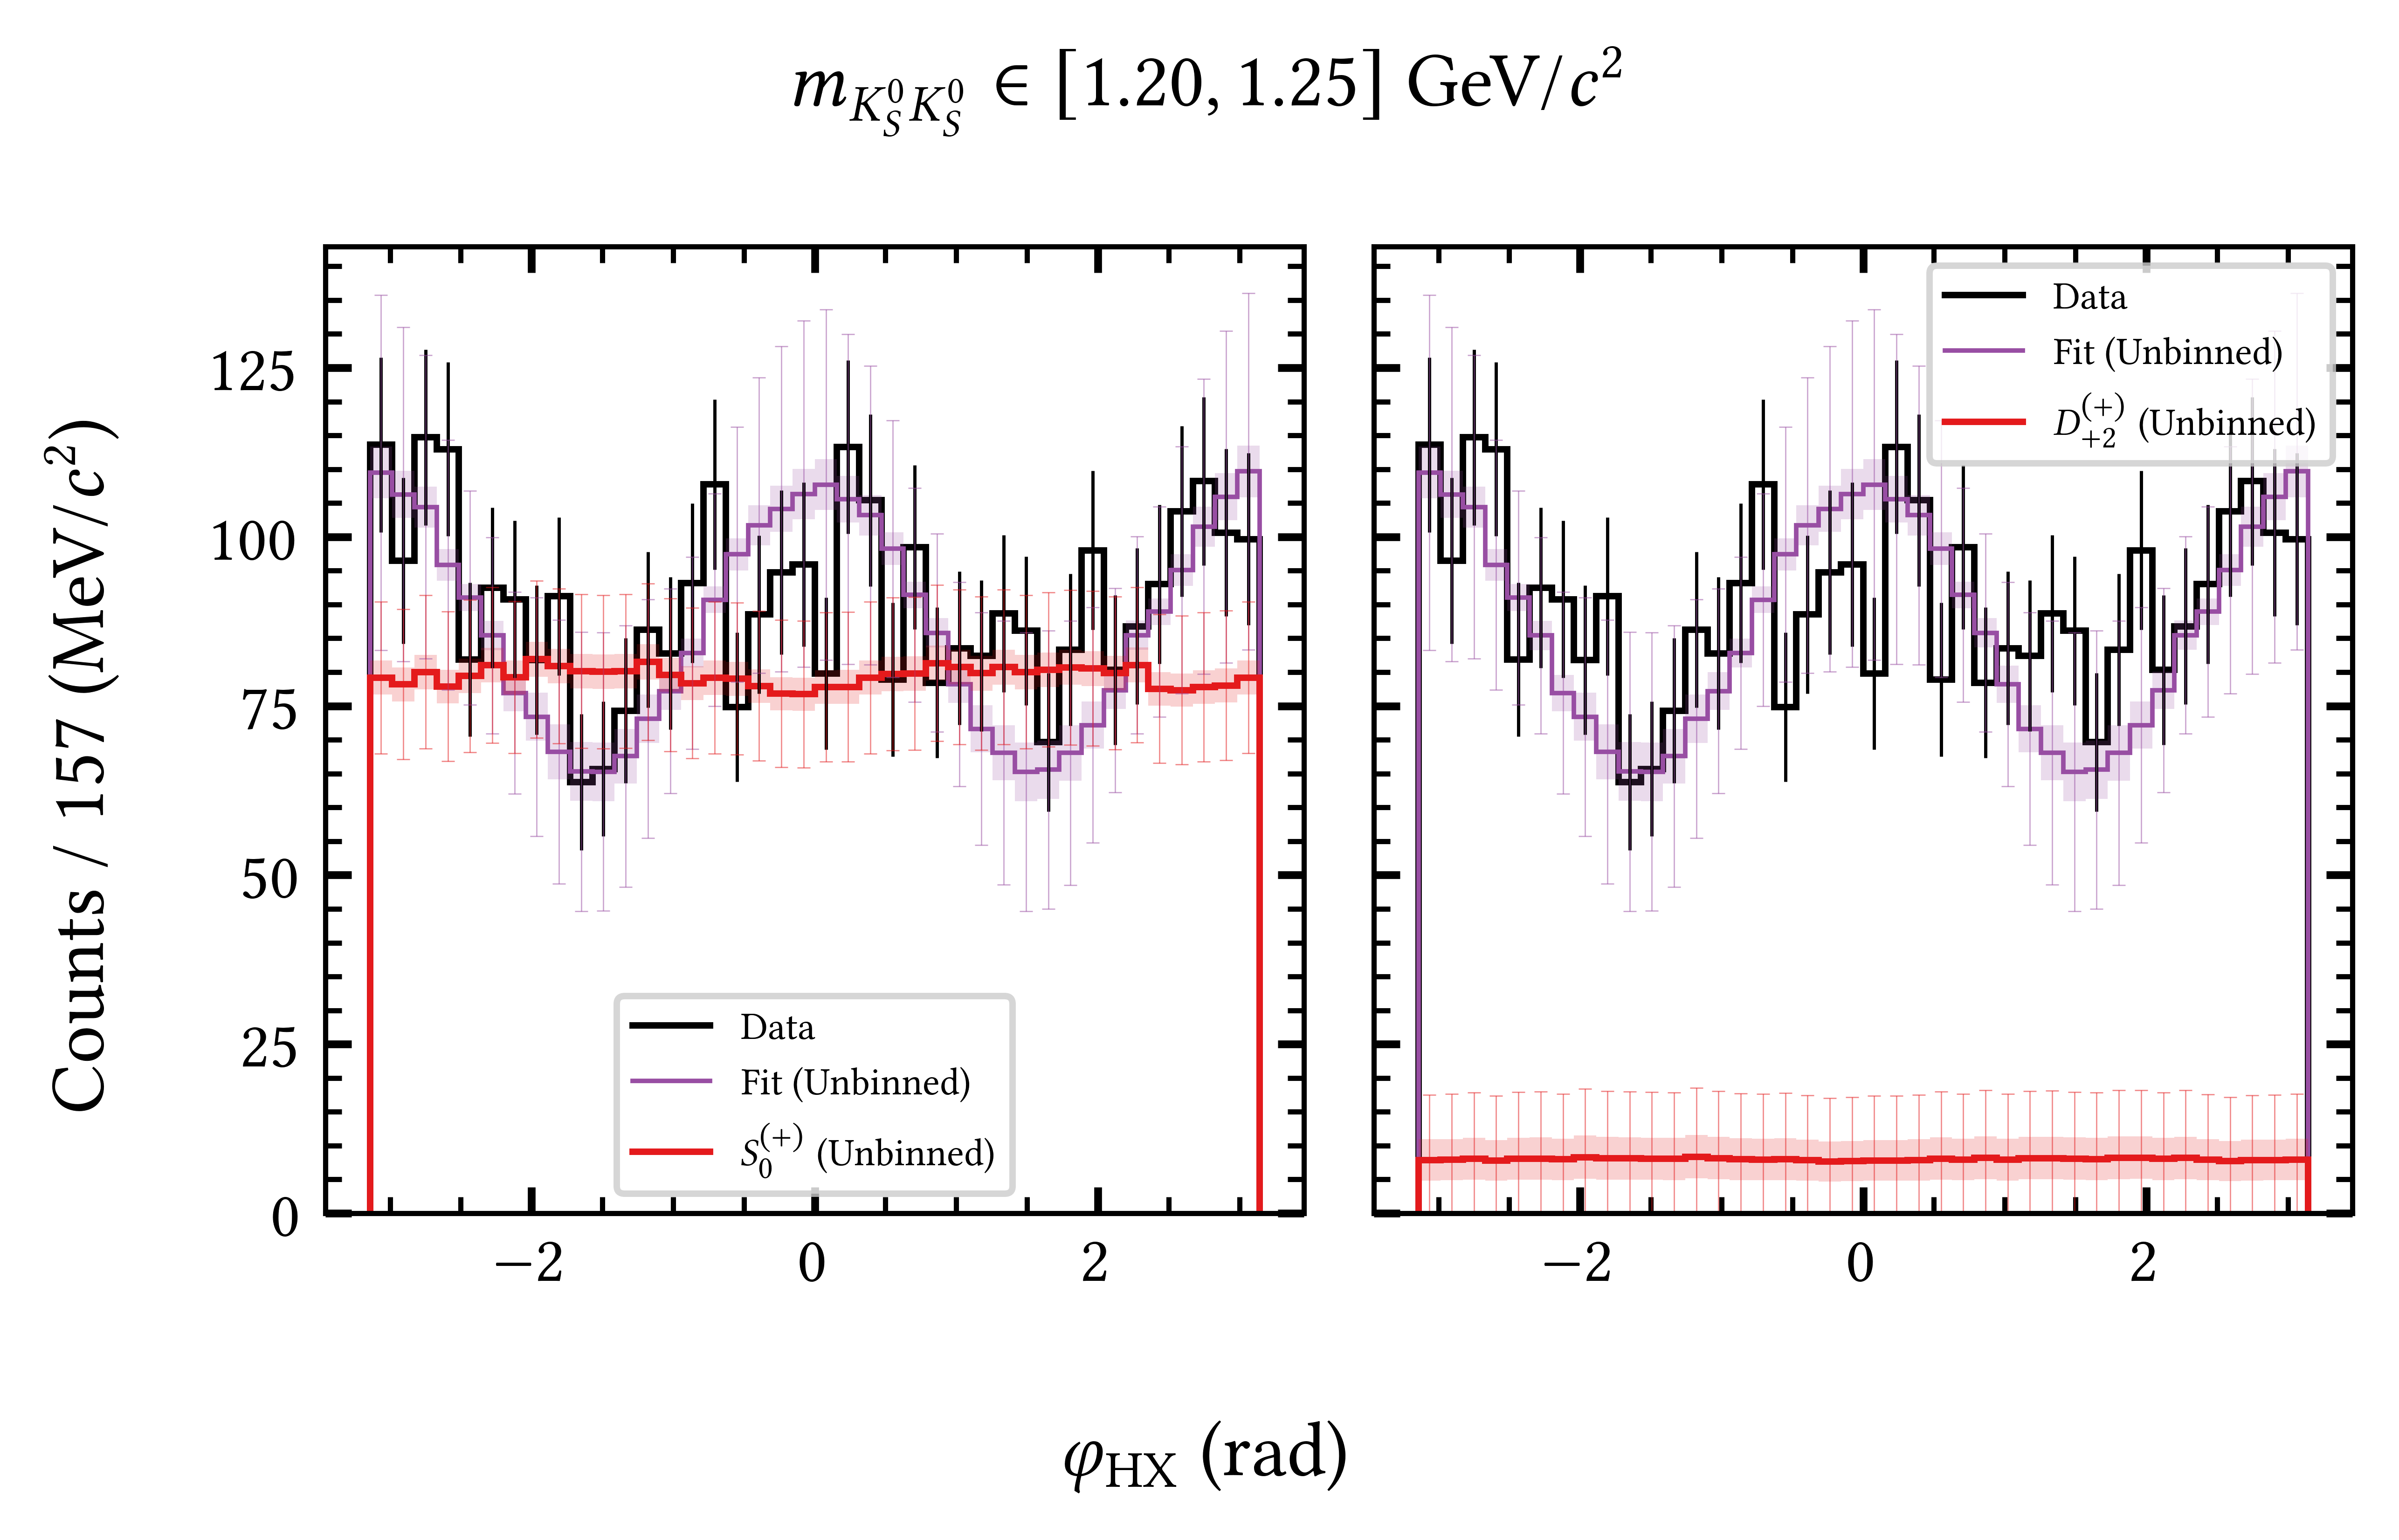 m_{K_S^0 K_S^0} ∈ [1.20, 1.25] GeV/c²
Counts / 157 (MeV/c²)
125
100
75
50
25
0
Data
Fit (Unbinned)
S_0^{(+)} (Unbinned)
−2
0
2
Data
Fit (Unbinned)
D_{+2}^{(+)} (Unbinned)
−2
0
2
φ_{HX} (rad)